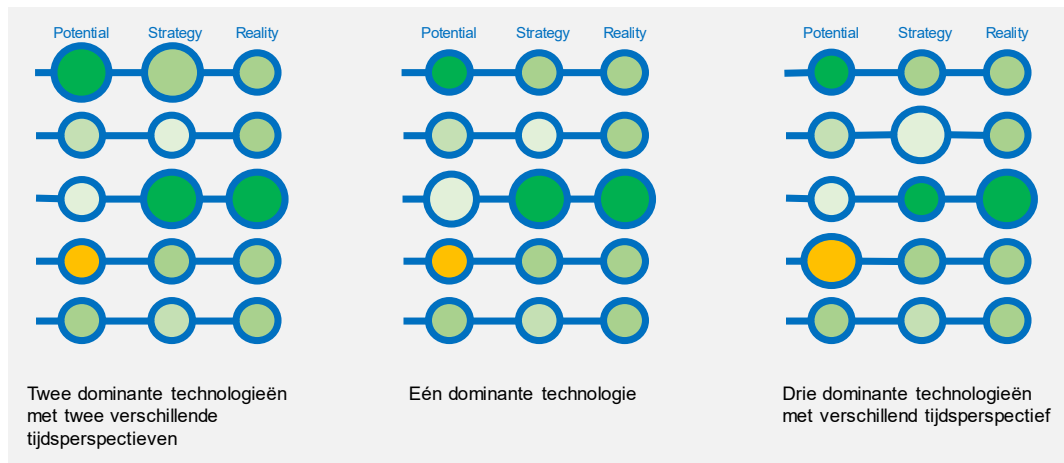 Potential Strategy Reality
Potential Strategy Reality
Potential Strategy Reality
Twee dominante technologieën
met twee verschillende
tijdsperspectieven
Eén dominante technologie
Drie dominante technologieën
met verschillend tijdsperspectief